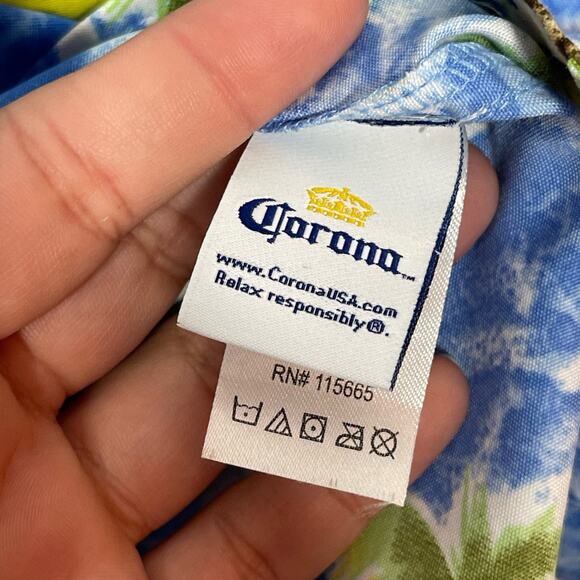 Corona
www.CoronaUSA.com
Relax responsibly®.
RN# 115665